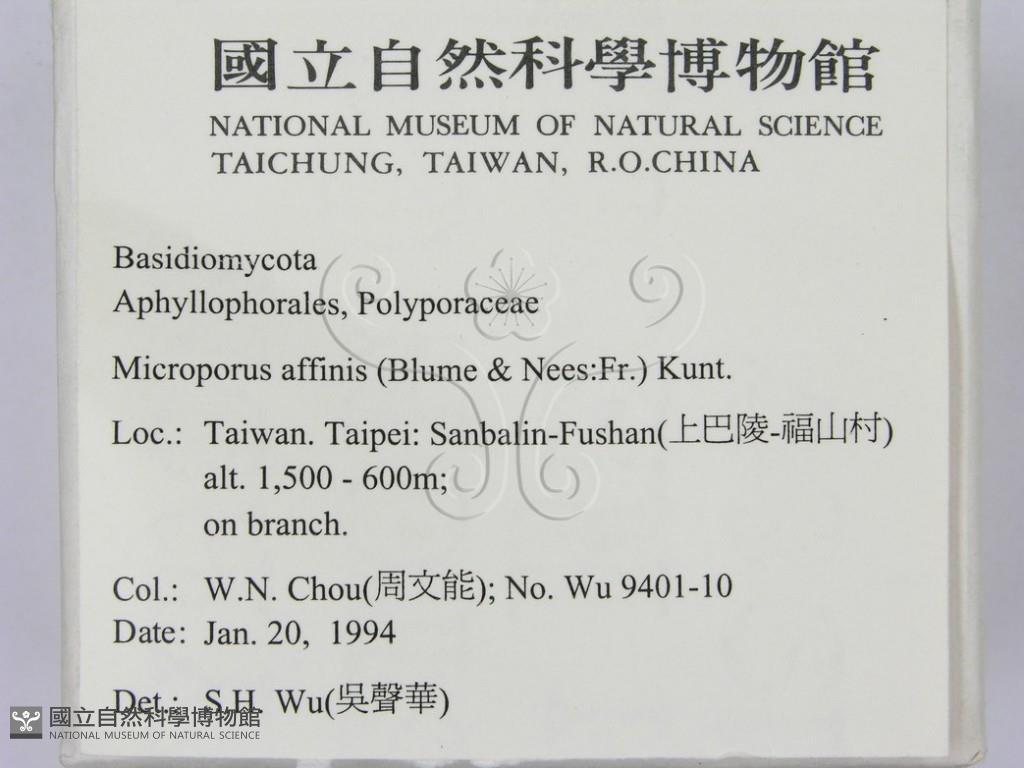 國立自然科學博物館
NATIONAL MUSEUM OF NATURAL SCIENCE
TAICHUNG, TAIWAN, R.O.CHINA
Basidiomycota
Aphyllophorales, Polyporaceae
Microporus affinis (Blume & Nees:Fr.) Kunt.
Loc.: Taiwan. Taipei: Sanbalin-Fushan(上巴陵-福山村)
alt. 1,500 - 600m;
on branch.
Col.: W.N. Chou(周文能); No. Wu 9401-10
Date: Jan. 20, 1994
Det.: S.H. Wu(吳聲華)
國立自然科學博物館
NATIONAL MUSEUM OF NATURAL SCIENCE